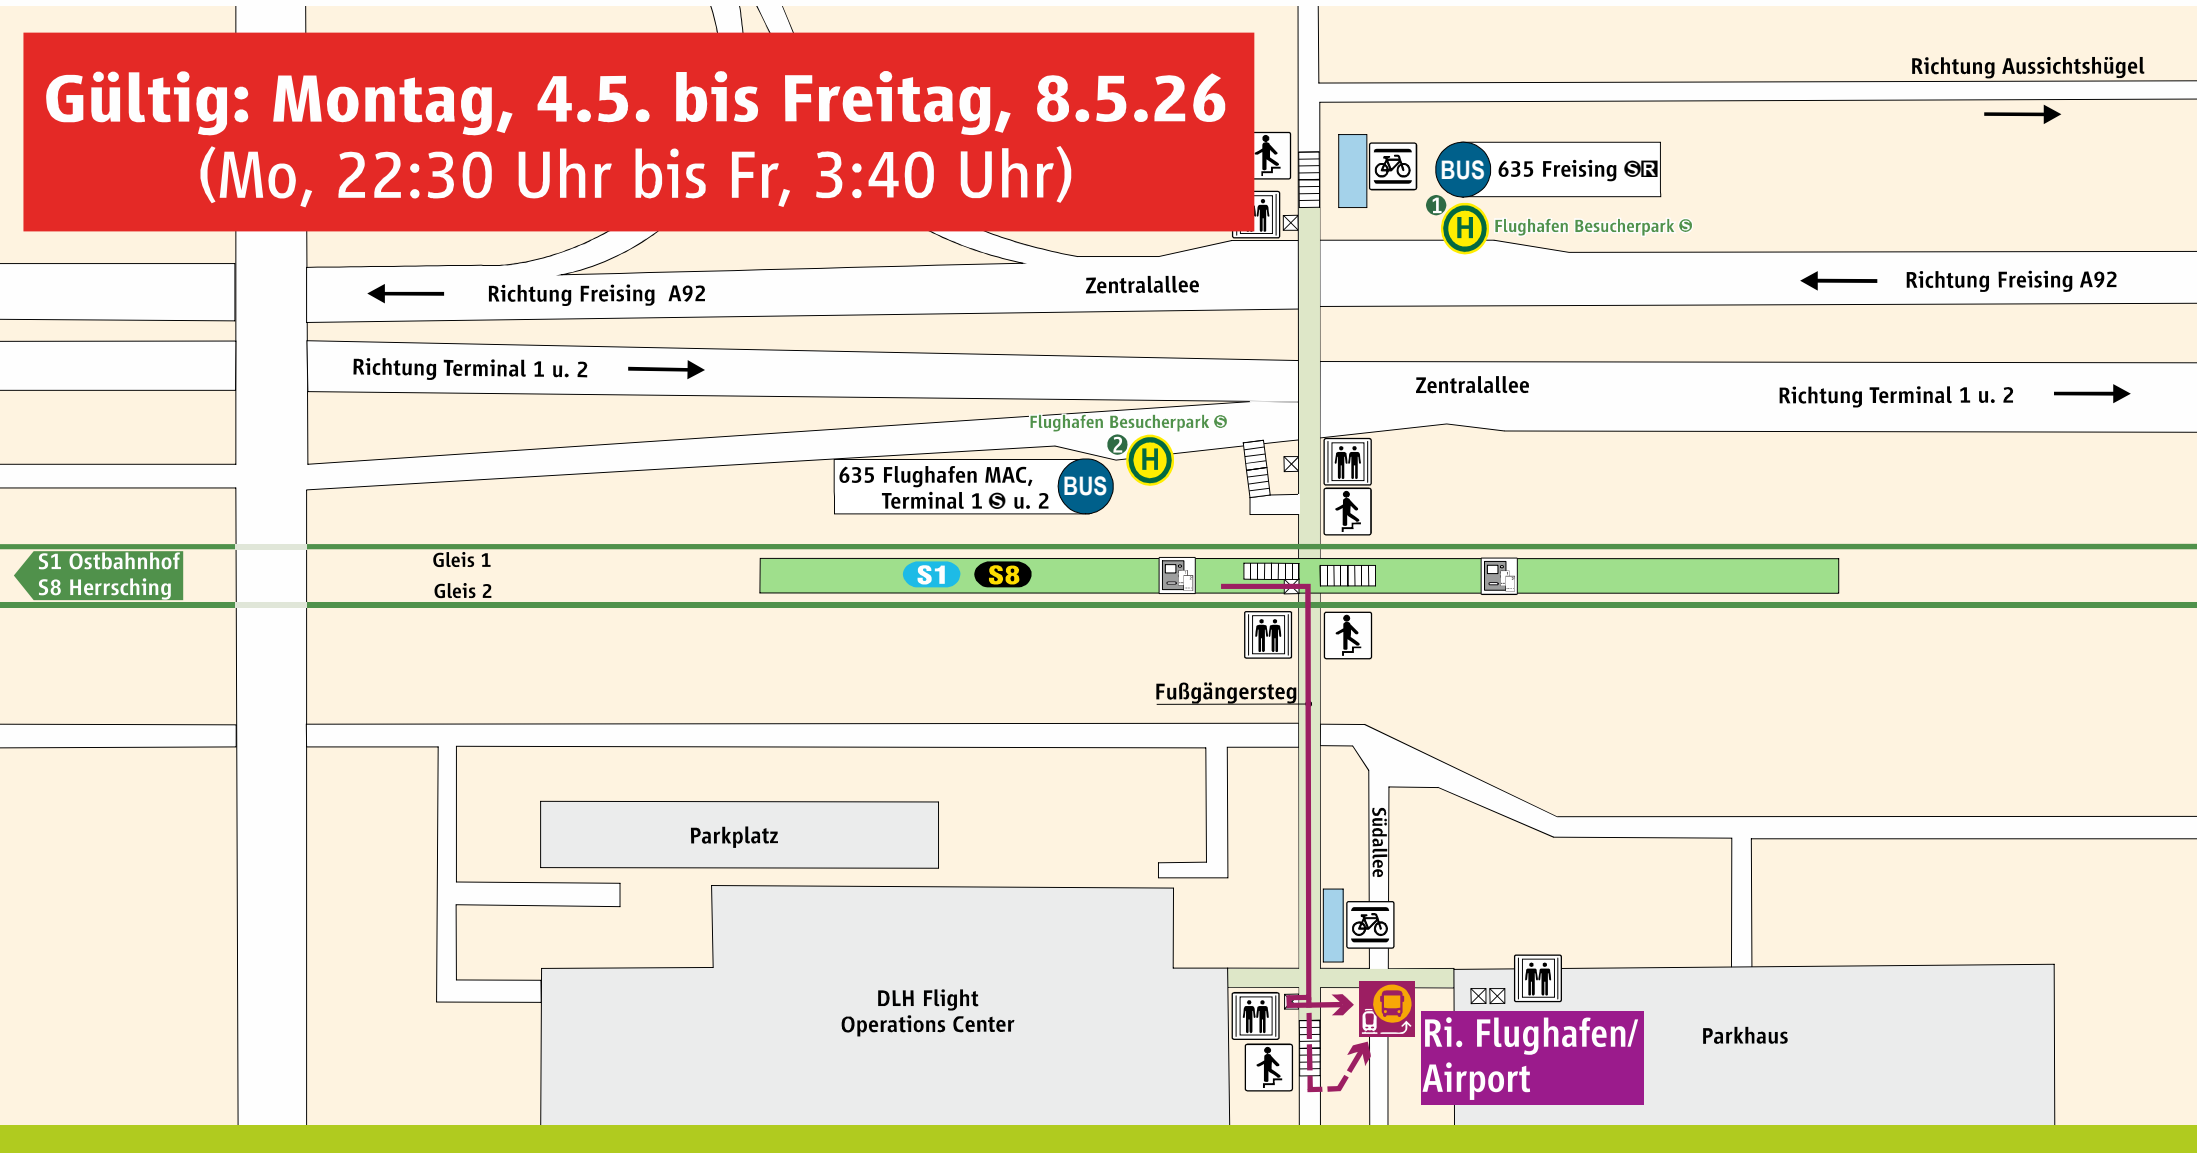 Gültig: Montag, 4.5. bis Freitag, 8.5.26
(Mo, 22:30 Uhr bis Fr, 3:40 Uhr)
Richtung Aussichtshügel
BUS 635 Freising S R
1
H Flughafen Besucherpark S
Richtung Freising A92
Zentralallee
Richtung Freising A92
Richtung Terminal 1 u. 2
Zentralallee
Richtung Terminal 1 u. 2
Flughafen Besucherpark S
2
H
635 Flughafen MAC,
Terminal 1 S u. 2
BUS
S1 Ostbahnhof
S8 Herrsching
Gleis 1
Gleis 2
S1 S8
Fußgängersteg
Parkplatz
Südallee
DLH Flight
Operations Center
Ri. Flughafen/
Airport
Parkhaus